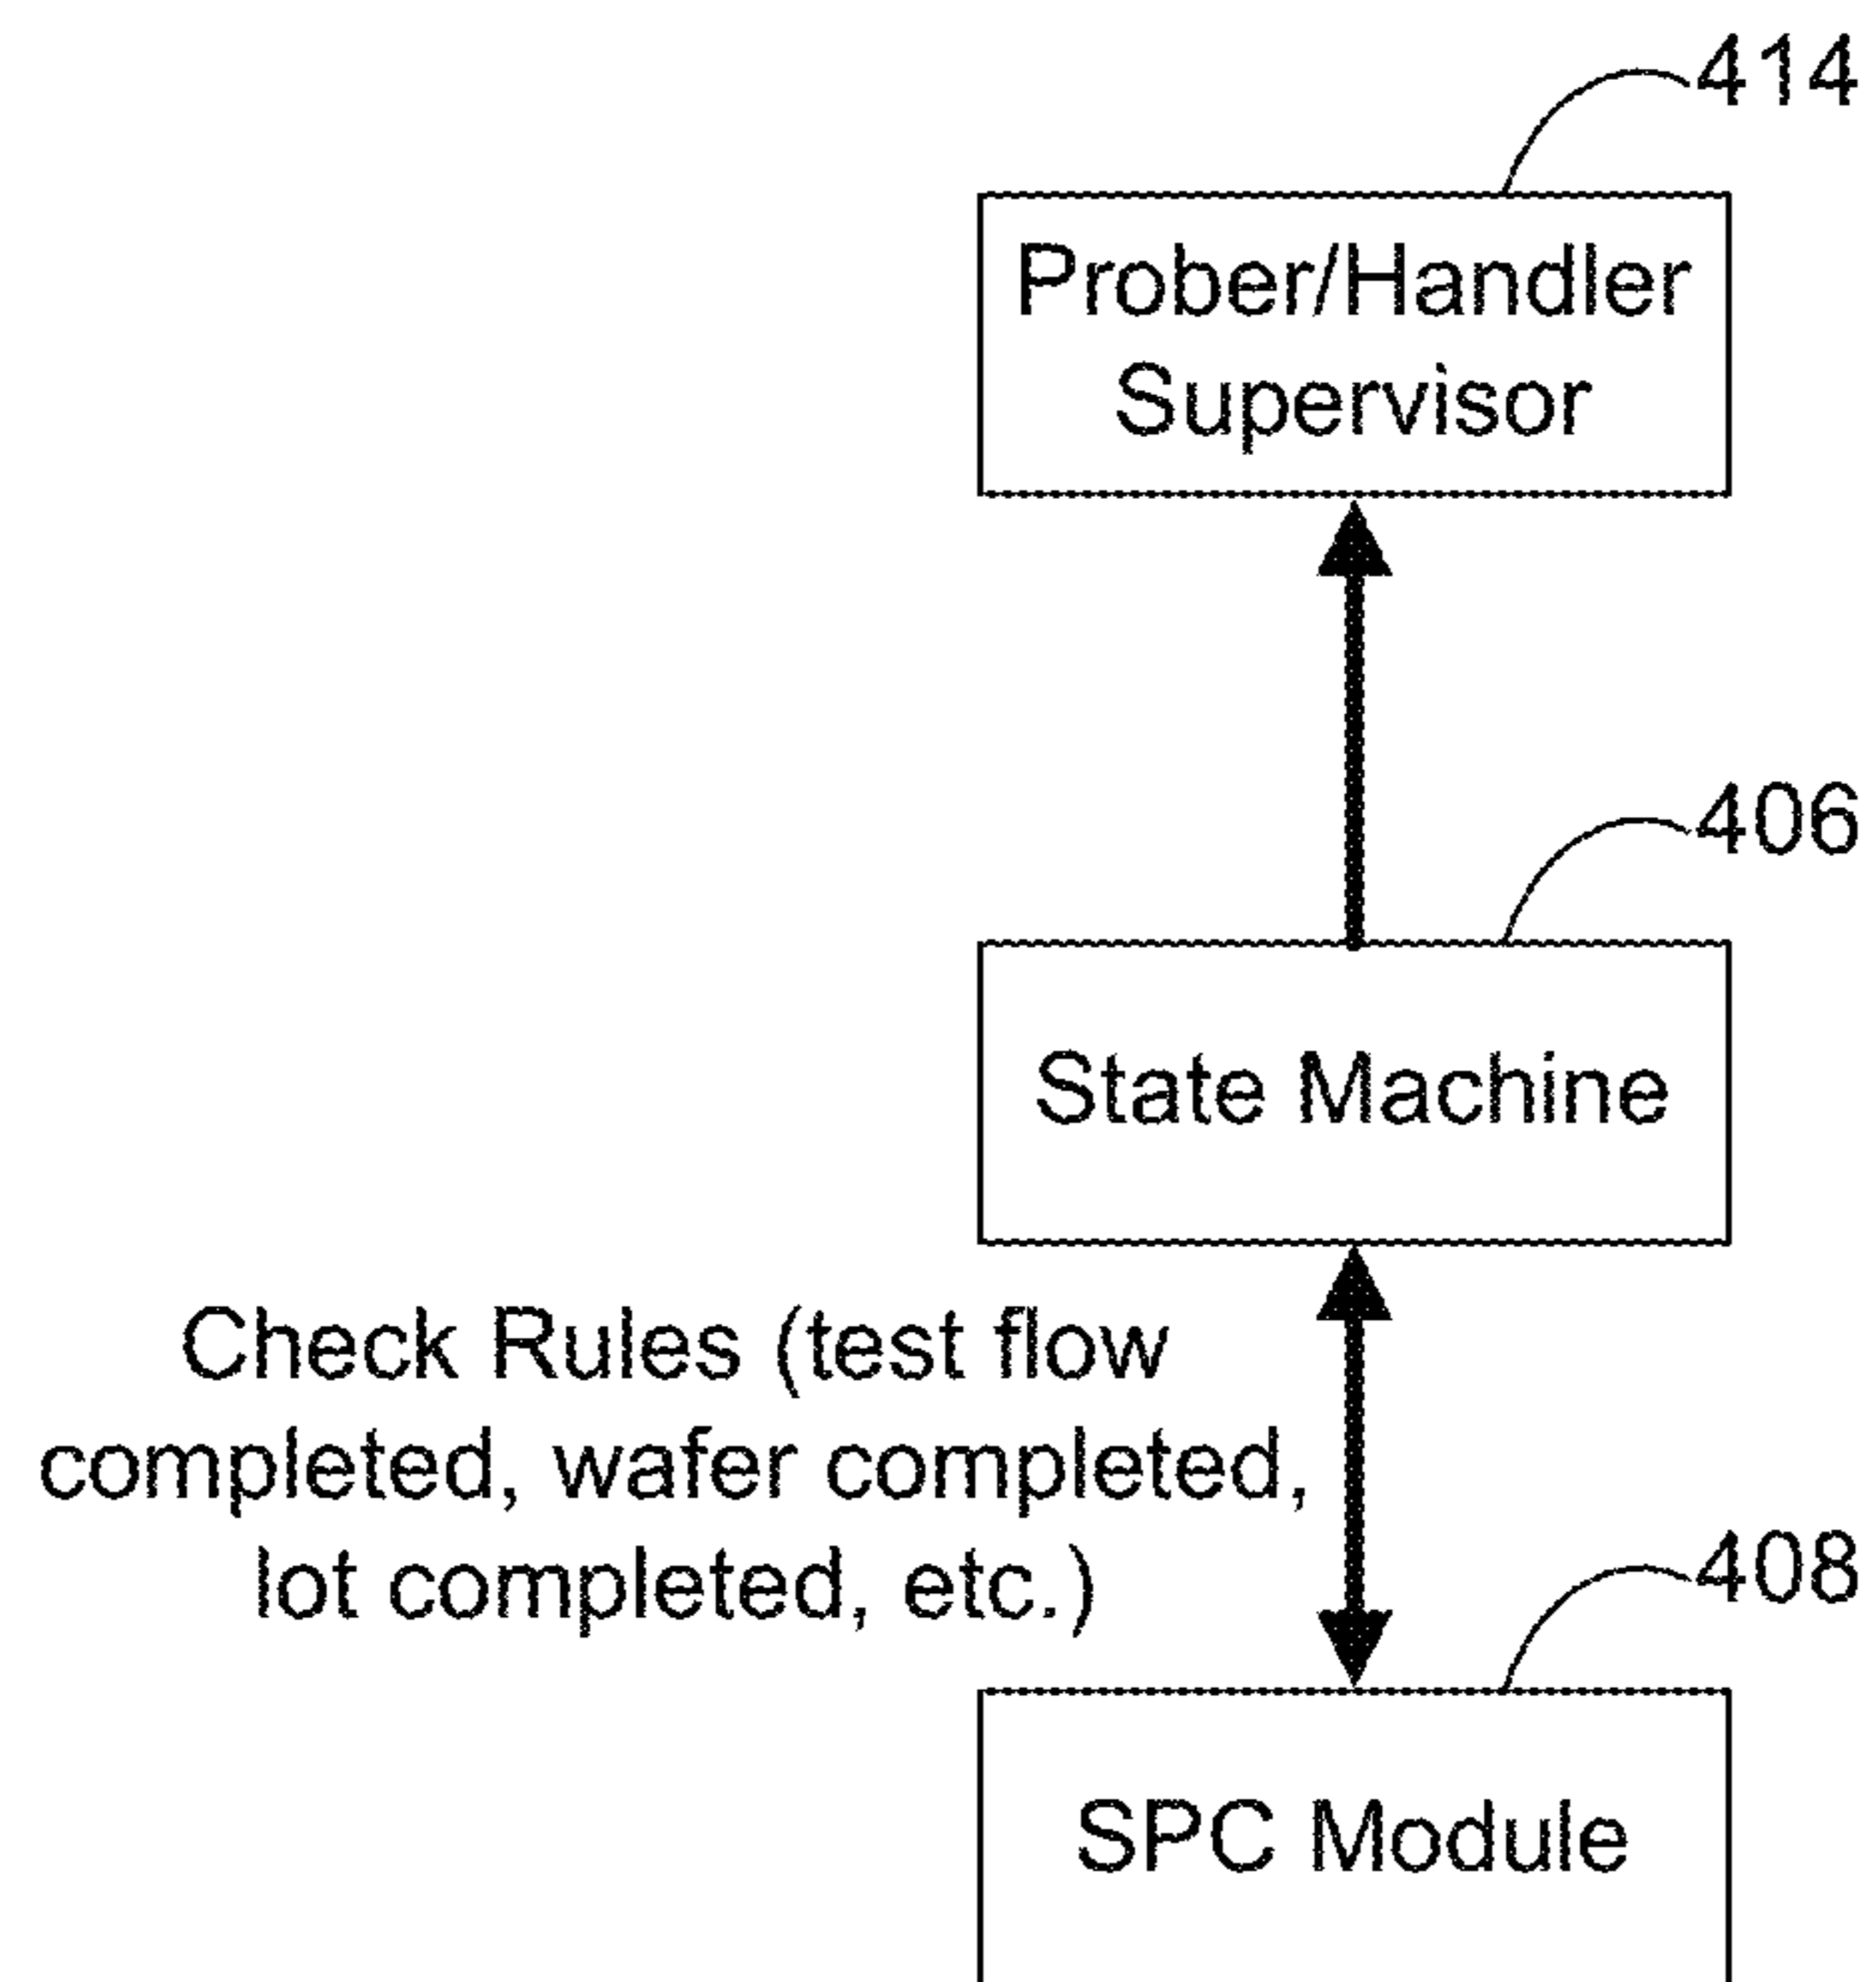 414
Prober/Handler
Supervisor
406
State Machine
Check Rules (test flow
completed, wafer completed,
lot completed, etc.)
408
SPC Module